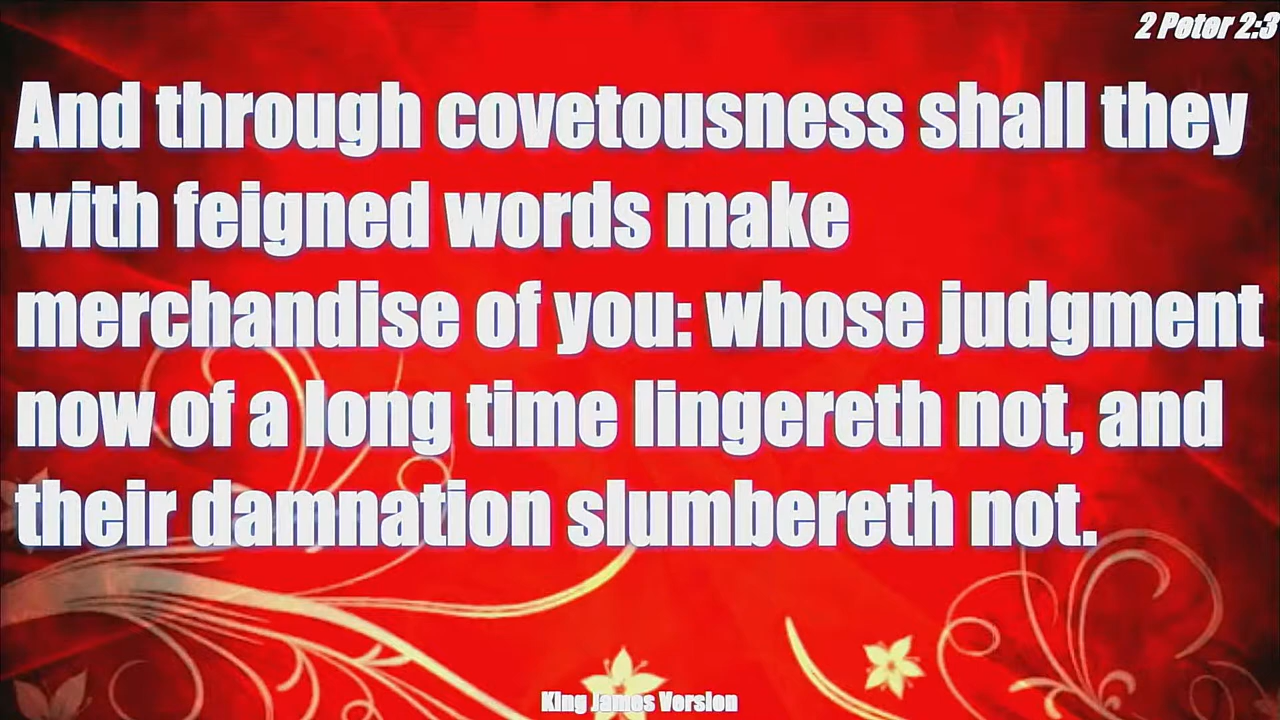 2 Peter 2:3
And through covetousness shall they
with feigned words make
merchandise of you: whose judgment
now of a long time lingereth not, and
their damnation slumbereth not.
King James Version